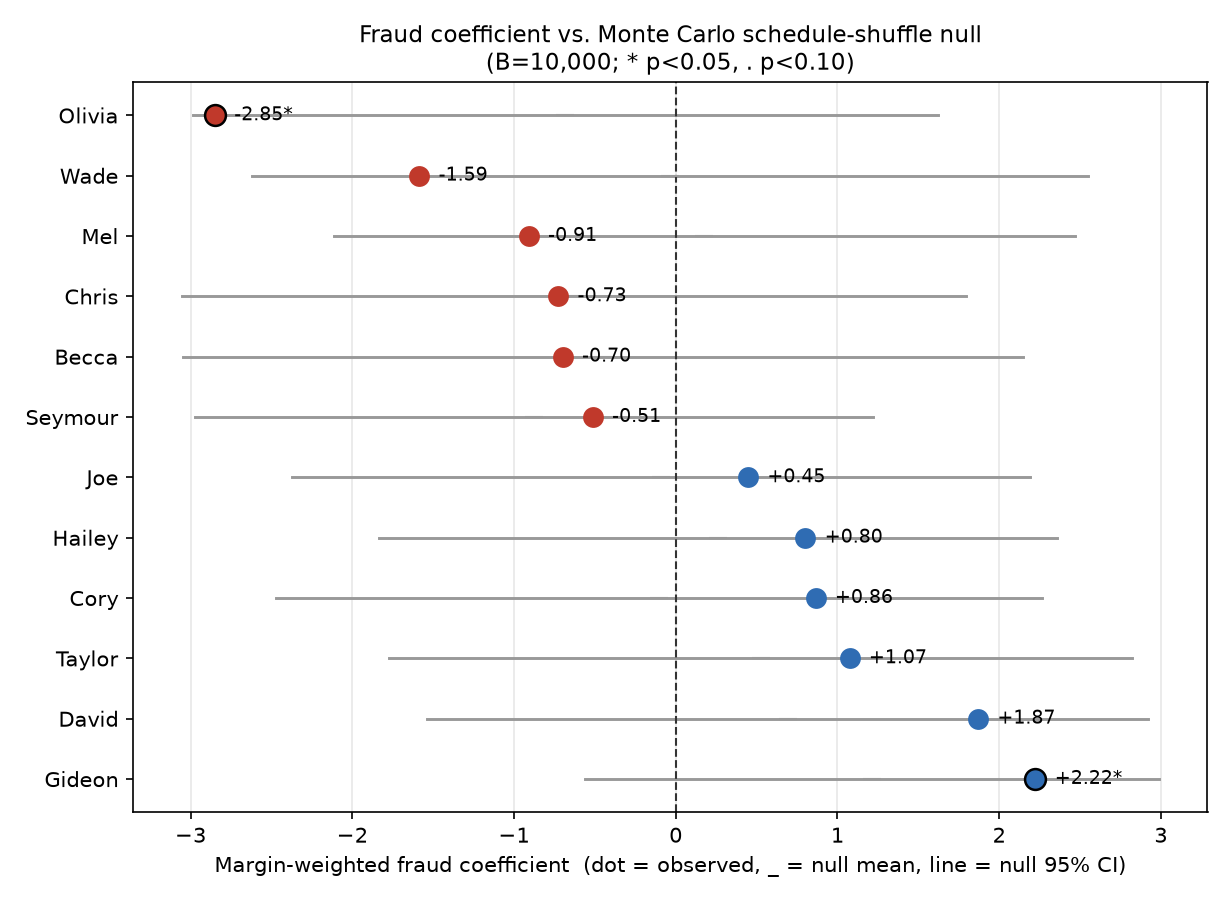 Fraud coefficient vs. Monte Carlo schedule-shuffle null
(B=10,000; * p<0.05, . p<0.10)
Olivia
-2.85*
Wade
-1.59
Mel
-0.91
Chris
-0.73
Becca
-0.70
Seymour
-0.51
Joe
+0.45
Hailey
+0.80
Cory
+0.86
Taylor
+1.07
David
+1.87
Gideon
+2.22*
−3 −2 −1 0 1 2 3
Margin-weighted fraud coefficient (dot = observed, _ = null mean, line = null 95% CI)